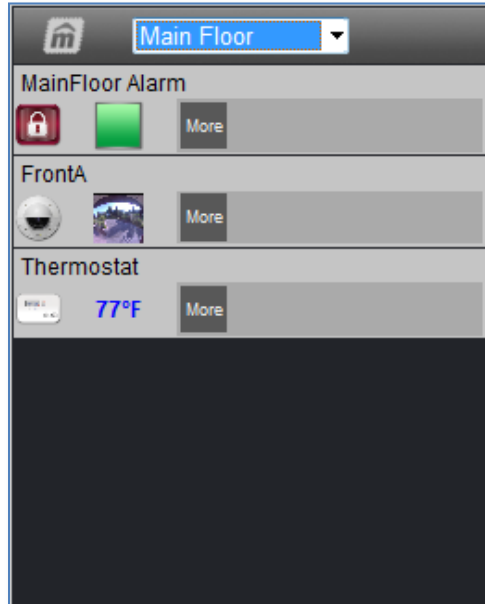 Main Floor
MainFloor Alarm
More
FrontA
More
Thermostat
77°F
More